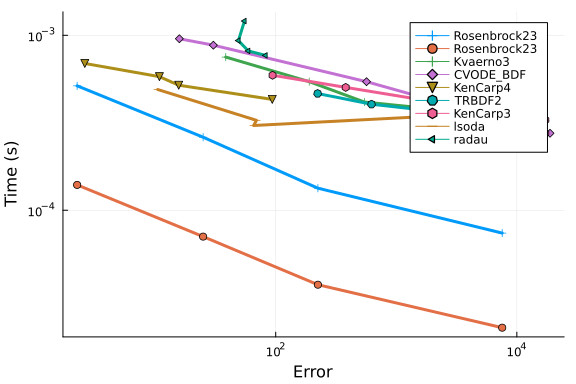 10⁻³
10⁻⁴
Time (s)
10²
10⁴
Error
Rosenbrock23
Rosenbrock23
Kvaerno3
CVODE_BDF
KenCarp4
TRBDF2
KenCarp3
lsoda
radau